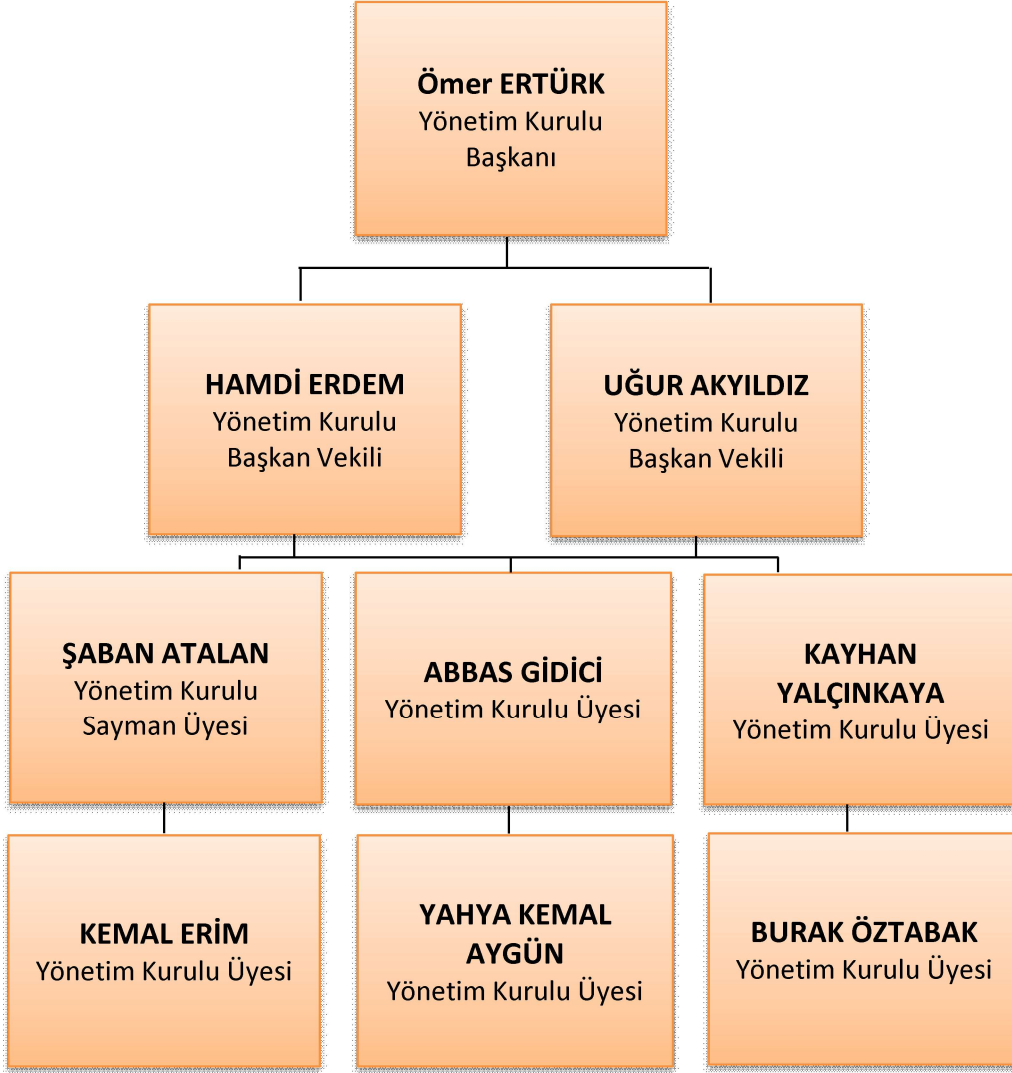 Ömer ERTÜRK
Yönetim Kurulu
Başkanı
HAMDİ ERDEM
Yönetim Kurulu
Başkan Vekili
UĞUR AKYILDIZ
Yönetim Kurulu
Başkan Vekili
ŞABAN ATALAN
Yönetim Kurulu
Sayman Üyesi
ABBAS GİDİCİ
Yönetim Kurulu Üyesi
KAYHAN
YALÇINKAYA
Yönetim Kurulu Üyesi
KEMAL ERİM
Yönetim Kurulu Üyesi
YAHYA KEMAL
AYGÜN
Yönetim Kurulu Üyesi
BURAK ÖZTABAK
Yönetim Kurulu Üyesi